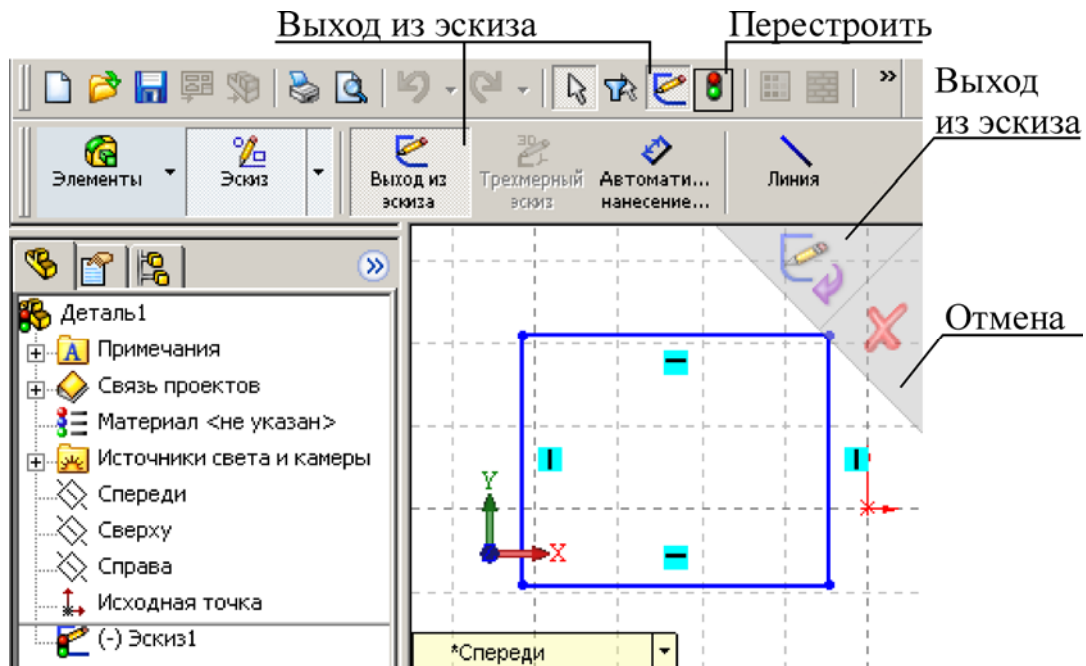 Выход из эскиза
Перестроить
»
Выход
из эскиза
Элементы
Эскиз
Выход из
эскиза
3D
Трехмерный
эскиз
Автомати...
нанесение...
Линия
»
Деталь1
A Примечания
Связь проектов
Материал <не указан>
Источники света и камеры
Спереди
Сверху
Справа
Исходная точка
(-) Эскиз1
Отмена
Y
X
*Спереди